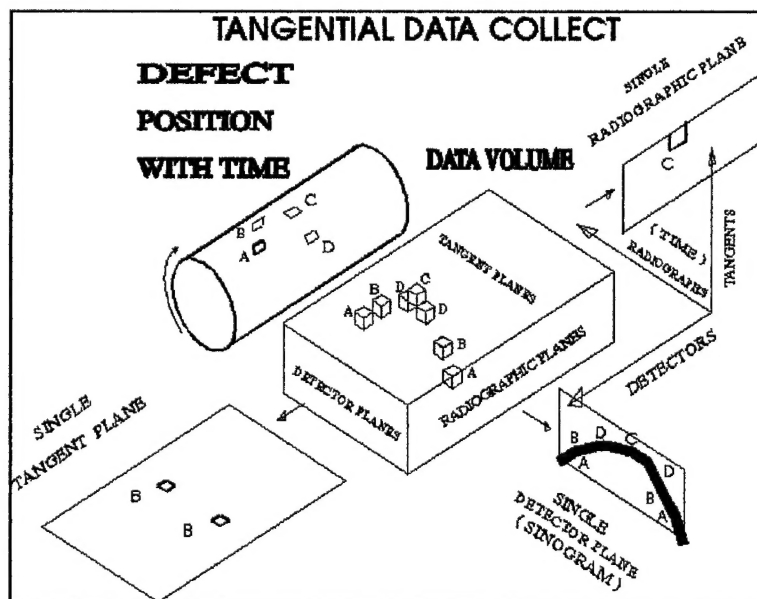 TANGENTIAL DATA COLLECT
DEFECT
POSITION
WITH TIME
DATA VOLUME
SINGLE
RADIOGRAPHIC PLANE
C
B
C
A
D
TANGENT PLANES
(TIME)
RADIOGRAPHS
TANGENTS
DETECTORS
A
B
D
C
D
B
A
DETECTOR PLANES
RADIOGRAPHIC PLANES
SINGLE
TANGENT PLANE
B
B
B
D
C
D
A
B
A
SINGLE
DETECTOR PLANE
(SINOGRAM)